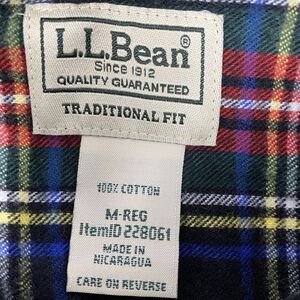 L.L.Bean®
Since 1912
QUALITY GUARANTEED
TRADITIONAL FIT
100% COTTON
M-REG
ItemID 228061
MADE IN
NICARAGUA
CARE ON REVERSE